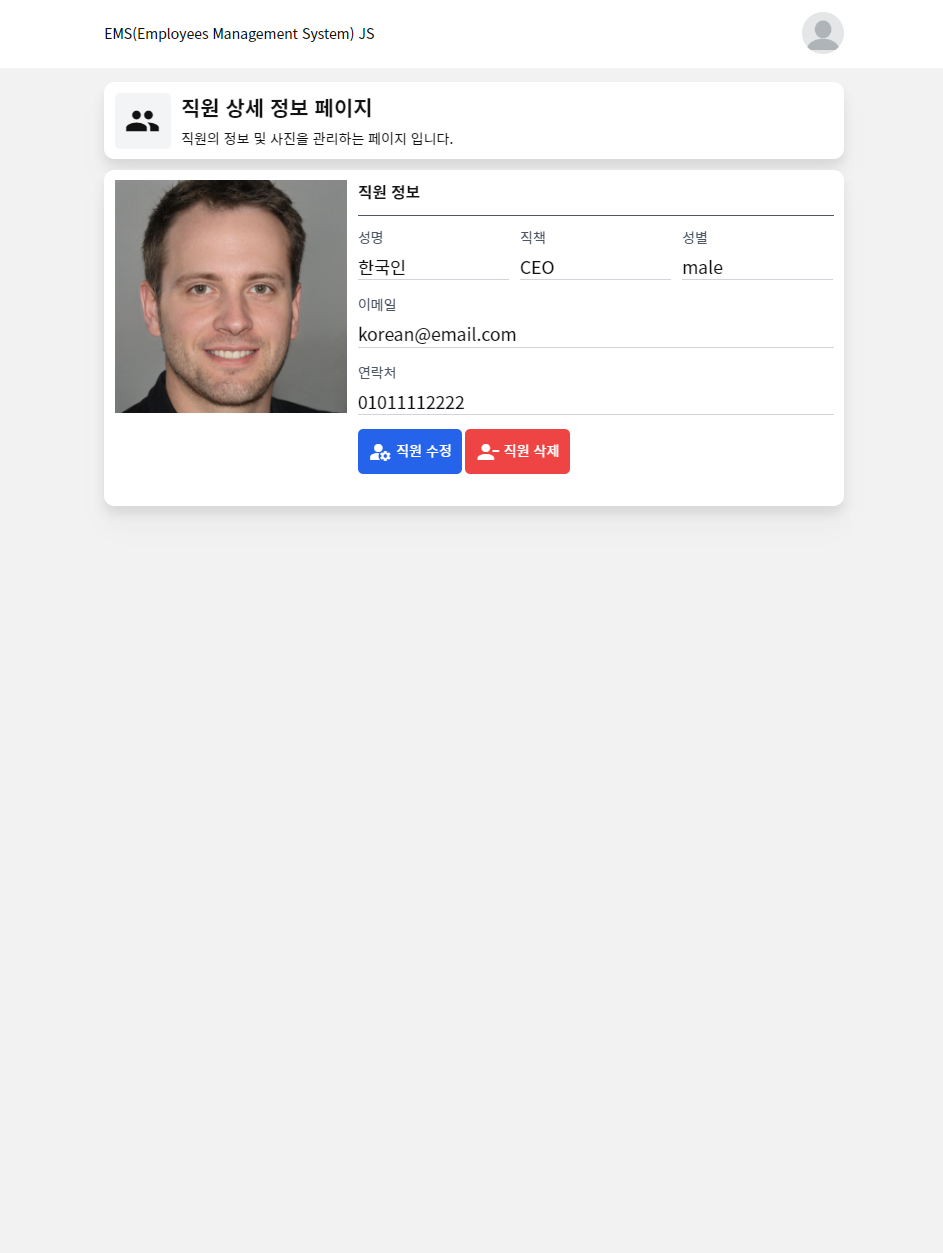 EMS(Employees Management System) JS
직원 상세 정보 페이지
직원의 정보 및 사진을 관리하는 페이지 입니다.
직원 정보
성명 직책 성별
한국인 CEO male
이메일
korean@email.com
연락처
01011112222
직원 수정 직원 삭제